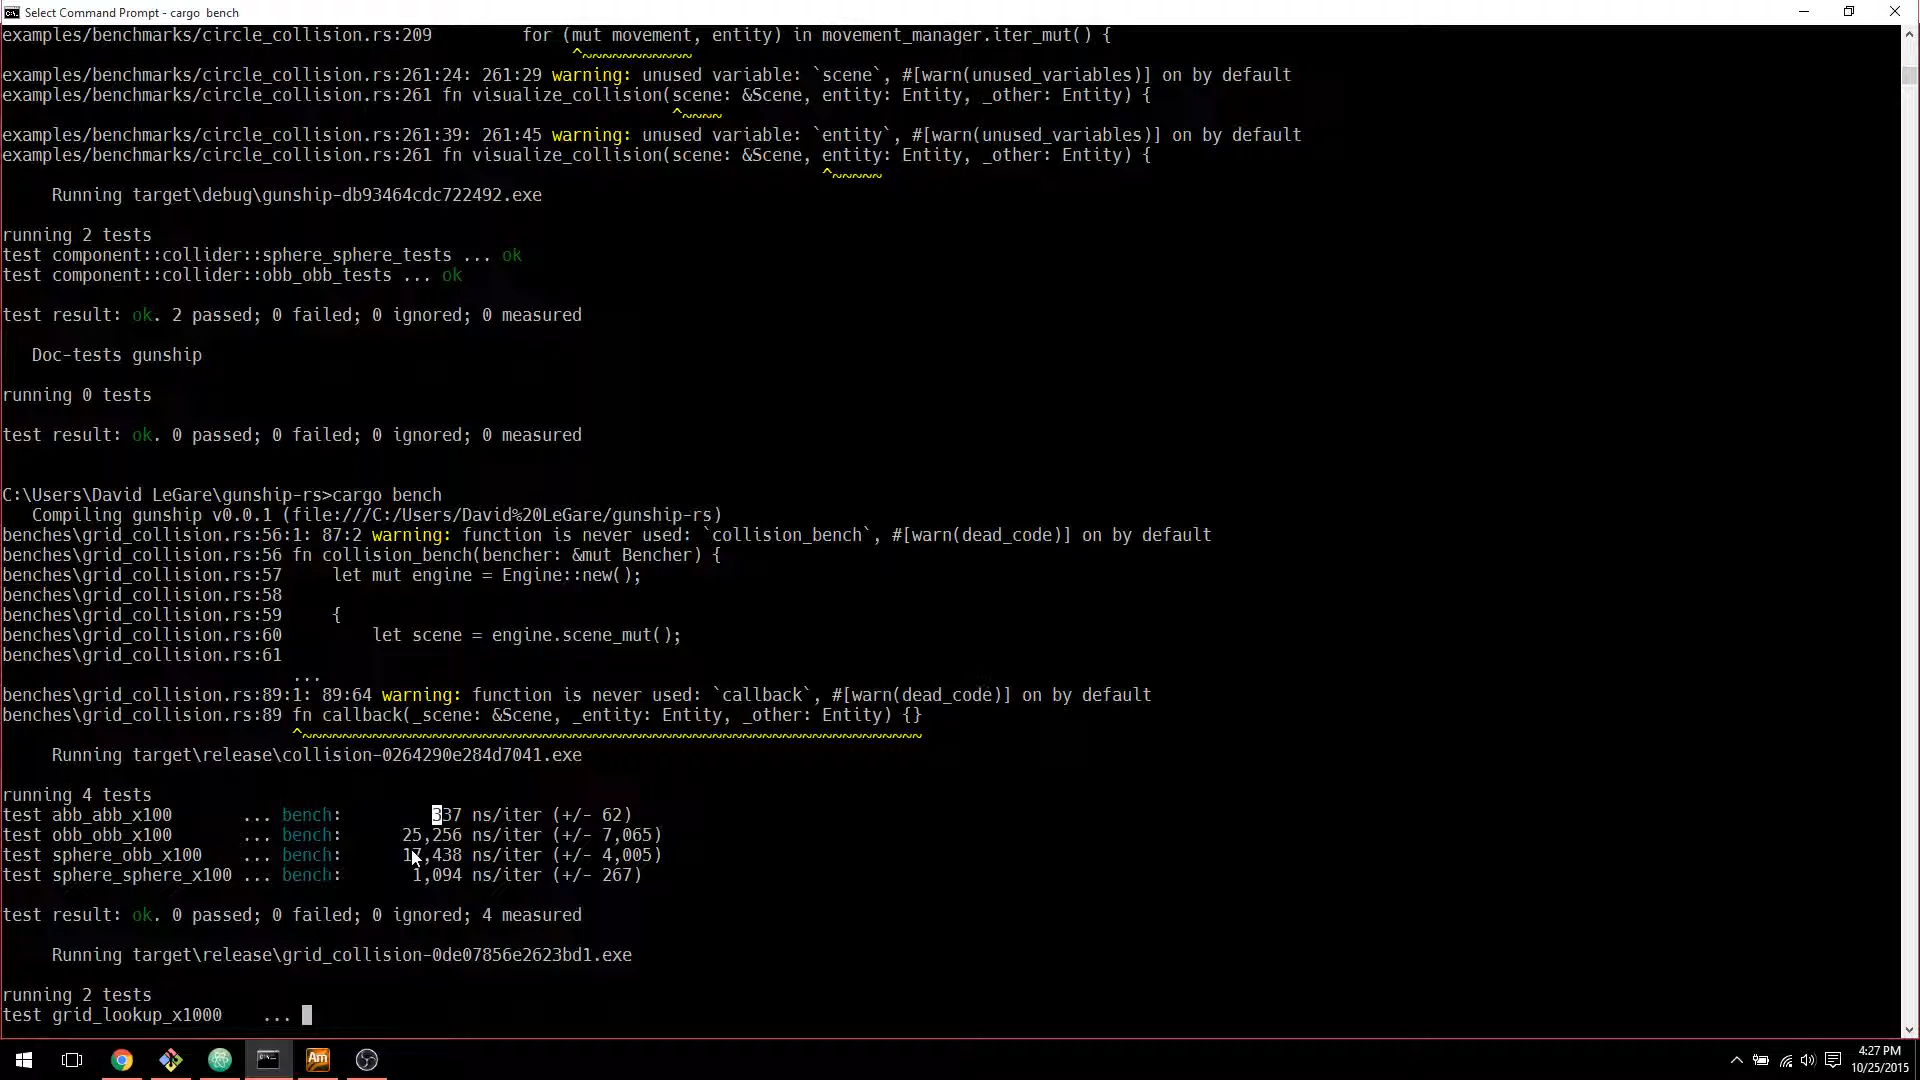 Select Command Prompt - cargo  bench
examples/benchmarks/circle_collision.rs:209         for (mut movement, entity) in movement_manager.iter_mut() {
^~~~~~~~~~~~
examples/benchmarks/circle_collision.rs:261:24: 261:29 warning: unused variable: `scene`, #[warn(unused_variables)] on by default
examples/benchmarks/circle_collision.rs:261 fn visualize_collision(scene: &Scene, entity: Entity, _other: Entity) {
^~~~~
examples/benchmarks/circle_collision.rs:261:39: 261:45 warning: unused variable: `entity`, #[warn(unused_variables)] on by default
examples/benchmarks/circle_collision.rs:261 fn visualize_collision(scene: &Scene, entity: Entity, _other: Entity) {
^~~~~~
Running target\debug\gunship-db93464cdc722492.exe
running 2 tests
test component::collider::sphere_sphere_tests ... ok
test component::collider::obb_obb_tests ... ok
test result: ok. 2 passed; 0 failed; 0 ignored; 0 measured
Doc-tests gunship
running 0 tests
test result: ok. 0 passed; 0 failed; 0 ignored; 0 measured
C:\Users\David LeGare\gunship-rs>cargo bench
Compiling gunship v0.0.1 (file:///C:/Users/David%20LeGare/gunship-rs)
benches\grid_collision.rs:56:1: 87:2 warning: function is never used: `collision_bench`, #[warn(dead_code)] on by default
benches\grid_collision.rs:56 fn collision_bench(bencher: &mut Bencher) {
benches\grid_collision.rs:57     let mut engine = Engine::new();
benches\grid_collision.rs:58
benches\grid_collision.rs:59     {
benches\grid_collision.rs:60         let scene = engine.scene_mut();
benches\grid_collision.rs:61
...
benches\grid_collision.rs:89:1: 89:64 warning: function is never used: `callback`, #[warn(dead_code)] on by default
benches\grid_collision.rs:89 fn callback(_scene: &Scene, _entity: Entity, _other: Entity) {}
^~~~~~~~~~~~~~~~~~~~~~~~~~~~~~~~~~~~~~~~~~~~~~~~~~~~~~~~~~~~~~~
Running target\release\collision-0264290e284d7041.exe
running 4 tests
test abb_abb_x100       ... bench:         337 ns/iter (+/- 62)
test obb_obb_x100       ... bench:      25,256 ns/iter (+/- 7,065)
test sphere_obb_x100    ... bench:      17,438 ns/iter (+/- 4,005)
test sphere_sphere_x100 ... bench:       1,094 ns/iter (+/- 267)
test result: ok. 0 passed; 0 failed; 0 ignored; 4 measured
Running target\release\grid_collision-0de07856e2623bd1.exe
running 2 tests
test grid_lookup_x1000    ...
Am
4:27 PM
10/25/2015